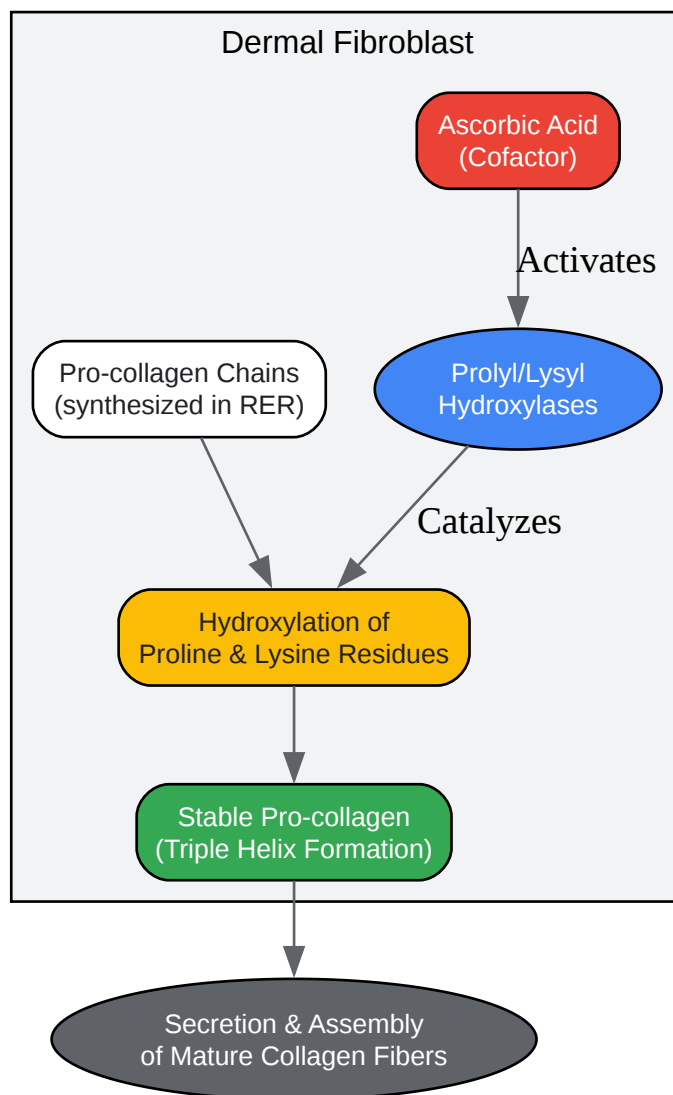 Dermal Fibroblast
Ascorbic Acid
(Cofactor)
Activates
Pro-collagen Chains
(synthesized in RER)
Prolyl/Lysyl
Hydroxylases
Catalyzes
Hydroxylation of
Proline & Lysine Residues
Stable Pro-collagen
(Triple Helix Formation)
Secretion & Assembly
of Mature Collagen Fibers